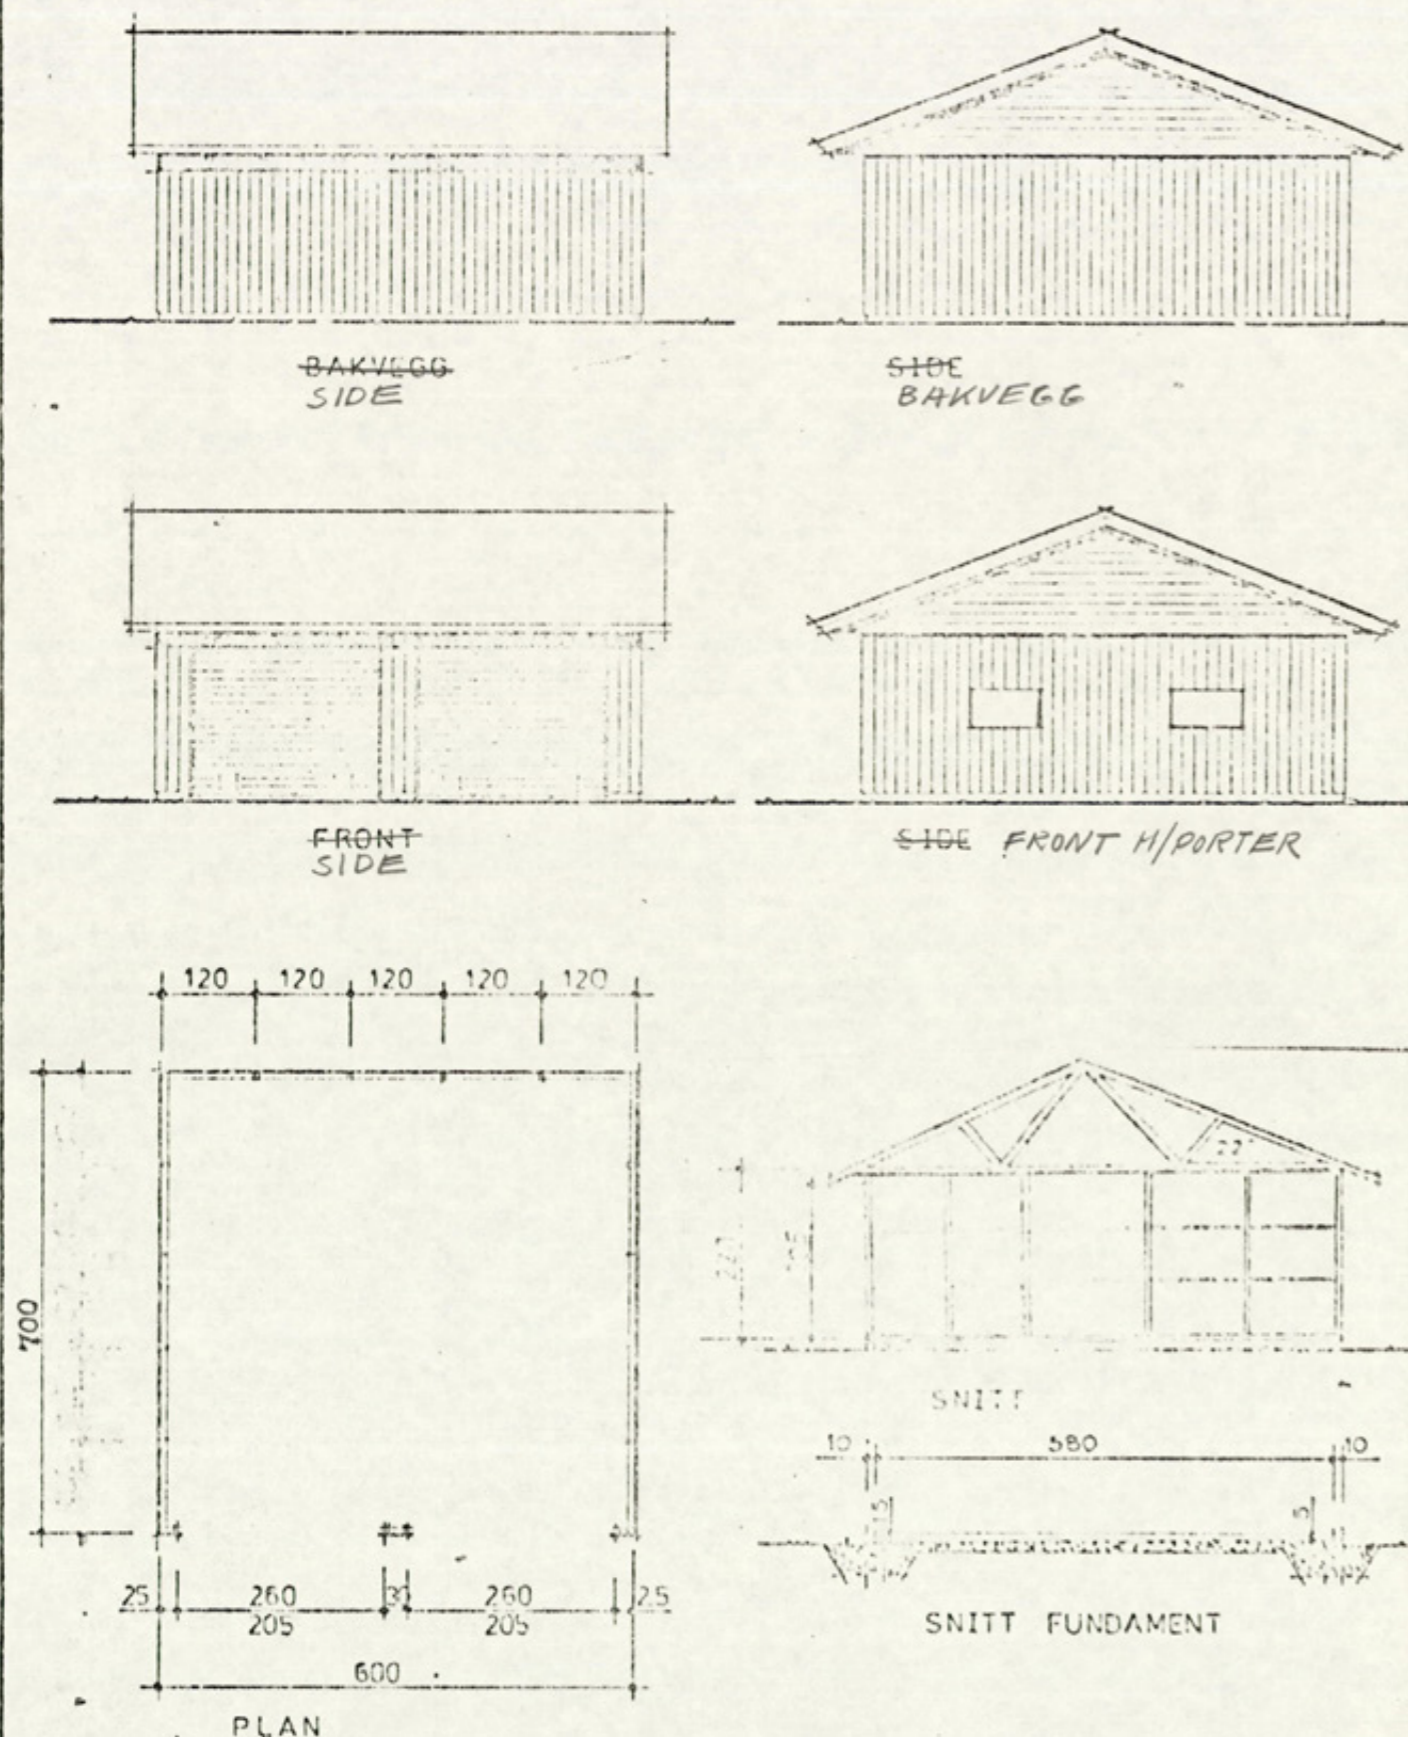 BAKVEGG
SIDE
SIDE
BAKVEGG
FRONT
SIDE
SIDE FRONT M/PORTER
120 120 120 120 120
700
25 260 30 260 25
205 205
600
PLAN
22°
SNITT
10 580 10
15
SNITT FUNDAMENT